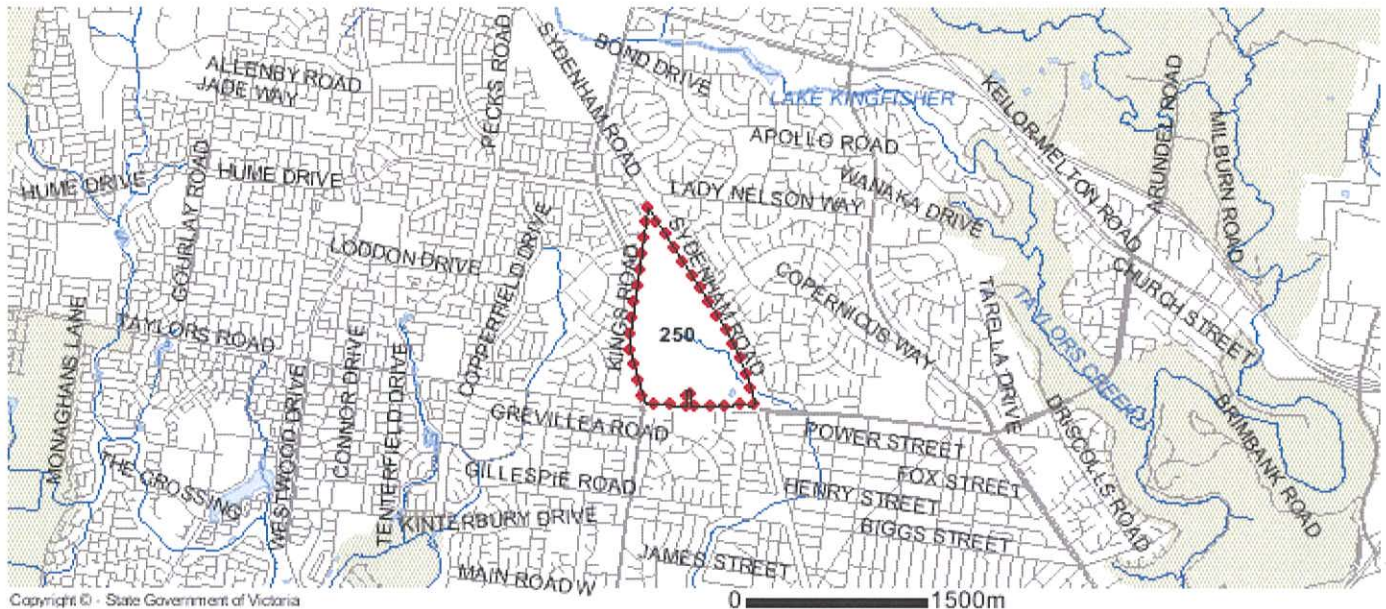 SYDENHAM ROAD
BOND DRIVE
ALLENBY ROAD
JADE WAY
PECKS ROAD
LAKE KINGFISHER
KEILOR-MELTON ROAD
ARUNDEL ROAD
MILBURN ROAD
APOLLO ROAD
HUME DRIVE
GOURLAY ROAD
HUME DRIVE
LADY NELSON WAY
WANAKA DRIVE
COPPERFIELD DRIVE
LODDON DRIVE
KINGS ROAD
SYDENHAM ROAD
COPERNICUS WAY
TARELLA DRIVE
TAYLORS CREEK
CHURCH STREET
MONAGHANS LANE
TAYLORS ROAD
250
CONNOR DRIVE
TENTERFIELD DRIVE
WESTWOOD DRIVE
GREVILLEA ROAD
POWER STREET
DRISCOLLS ROAD
BRIMBANK ROAD
THE CROSSING
GILLESPIE ROAD
FOX STREET
HENRY STREET
KINTERBURY DRIVE
BIGGS STREET
JAMES STREET
MAIN ROAD W
Copyright © - State Government of Victoria
0 1500m